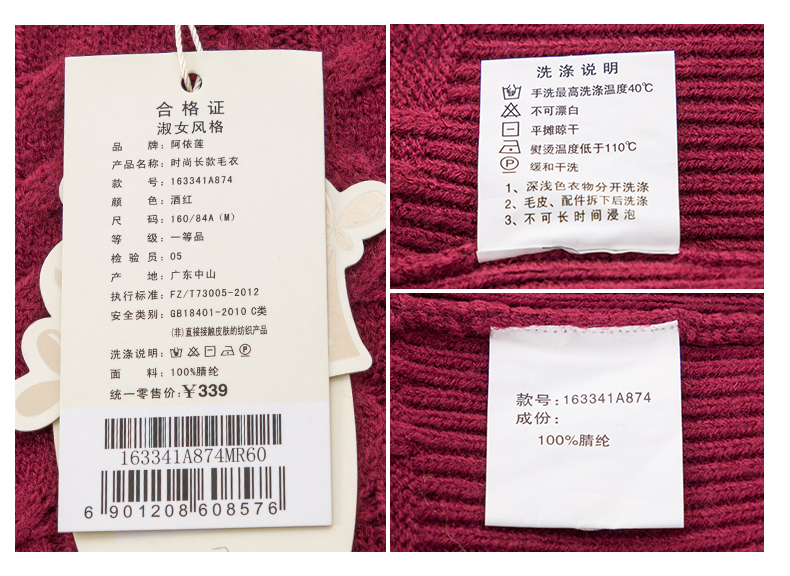 合格证
淑女风格
品　　牌：阿依莲
产品名称：时尚长款毛衣
款　　号：163341A874
颜　　色：酒红
尺　　码：160/84A（M）
等　　级：一等品
检 验 员：05
产　　地：广东中山
执行标准：FZ/T73005-2012
安全类别：GB18401-2010 C类
(非)直接接触皮肤的纺织产品
洗涤说明：
面　　料：100%腈纶
统一零售价:￥339
163341A874MR60
6 901208 608576
洗涤说明
手洗最高洗涤温度40℃
不可漂白
平摊晾干
熨烫温度低于110℃
P 缓和干洗
1、深浅色衣物分开洗涤
2、毛皮、配件拆下后洗涤
3、不可长时间浸泡
款号:163341A874
成份:
100%腈纶